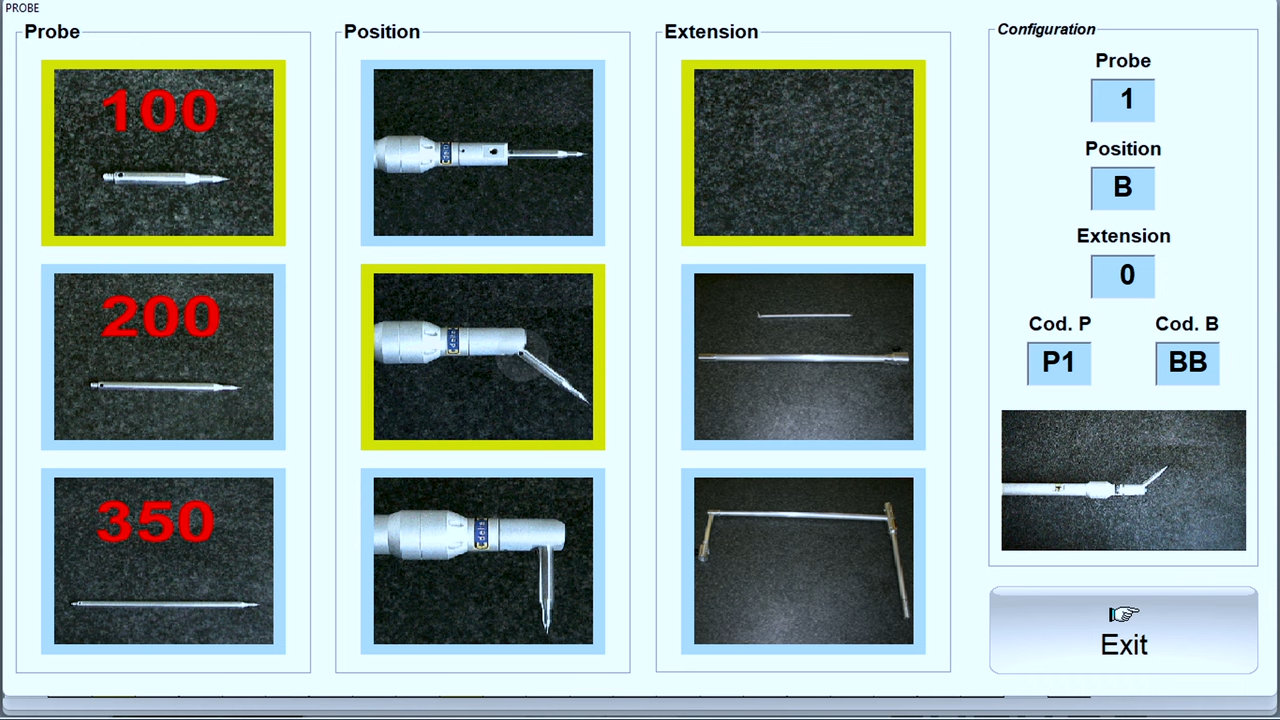 PROBE
Probe
100
200
350
Position
Extension
Configuration
Probe
1
Position
B
Extension
0
Cod. P
Cod. B
P1
BB
Exit